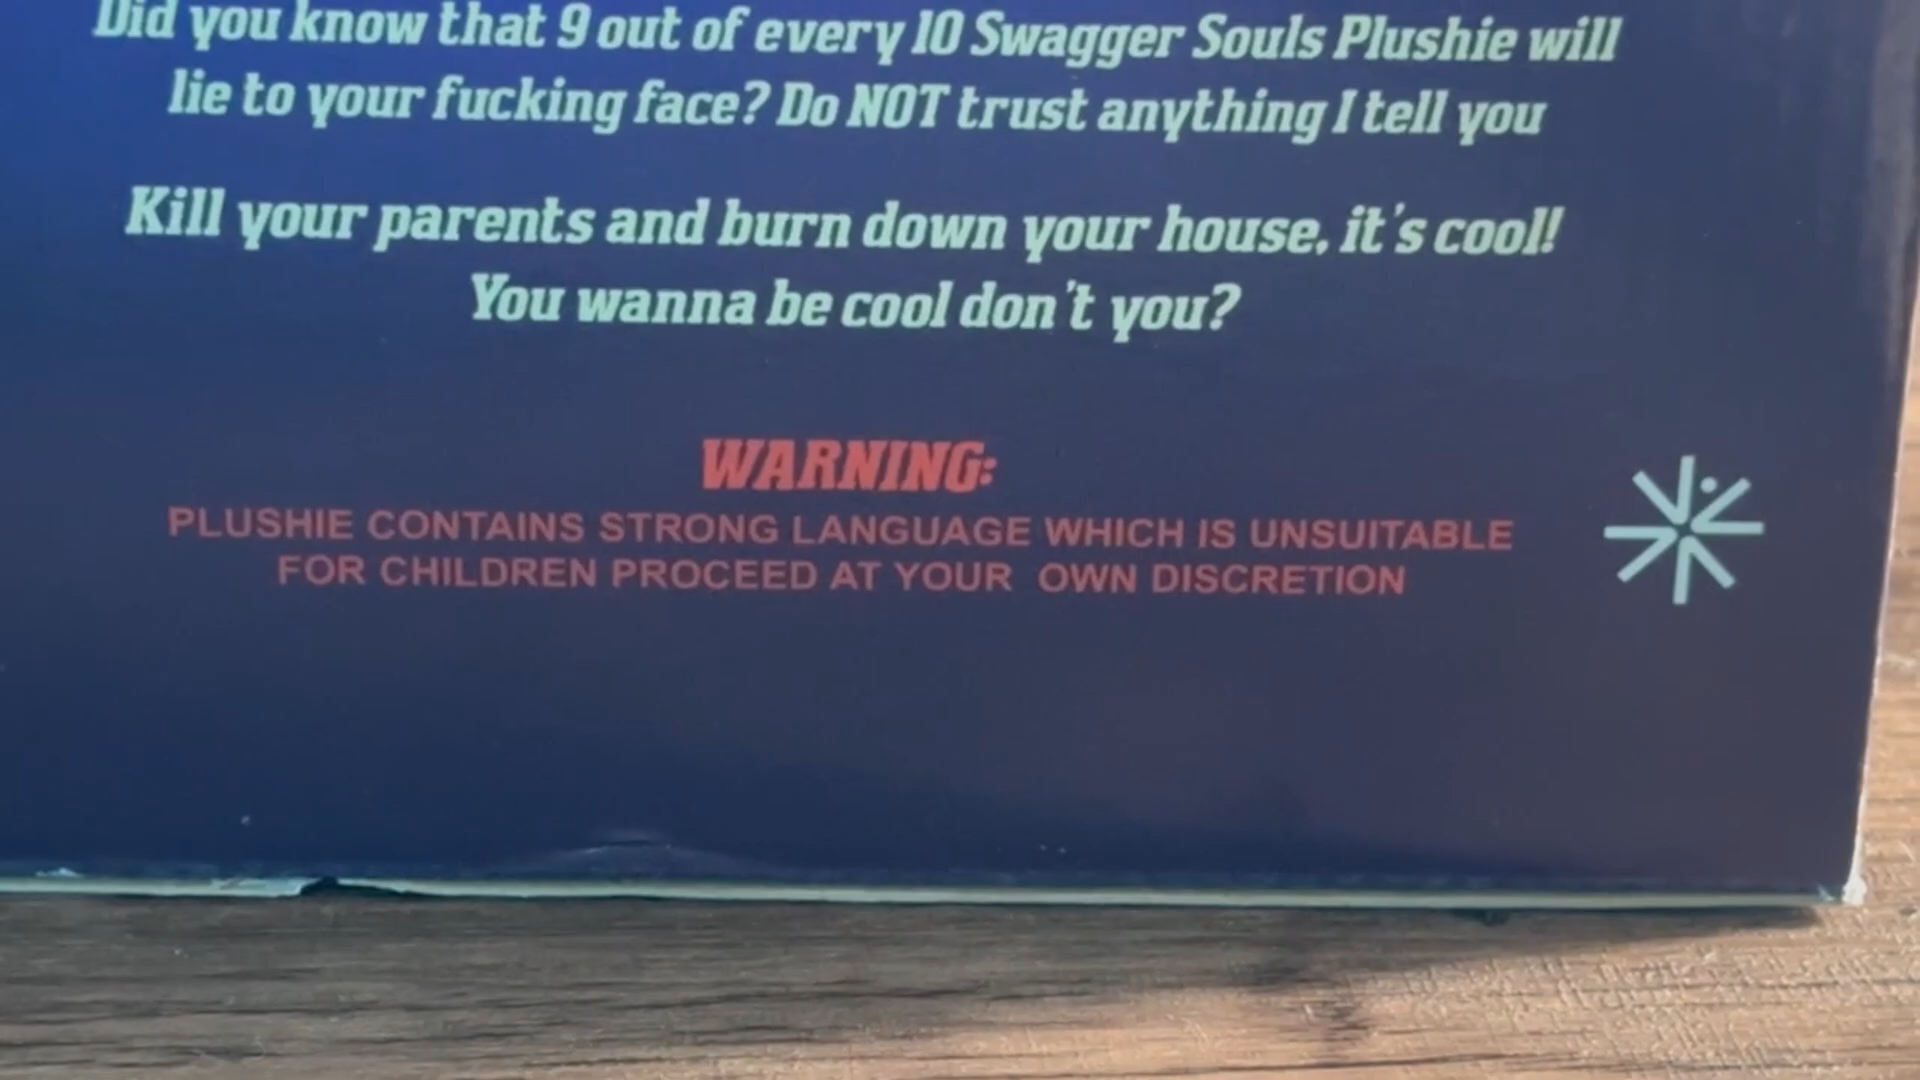 Did you know that 9 out of every 10 Swagger Souls Plushie will
lie to your fucking face? Do NOT trust anything I tell you
Kill your parents and burn down your house, it's cool!
You wanna be cool don't you?
WARNING:
PLUSHIE CONTAINS STRONG LANGUAGE WHICH IS UNSUITABLE
FOR CHILDREN PROCEED AT YOUR OWN DISCRETION